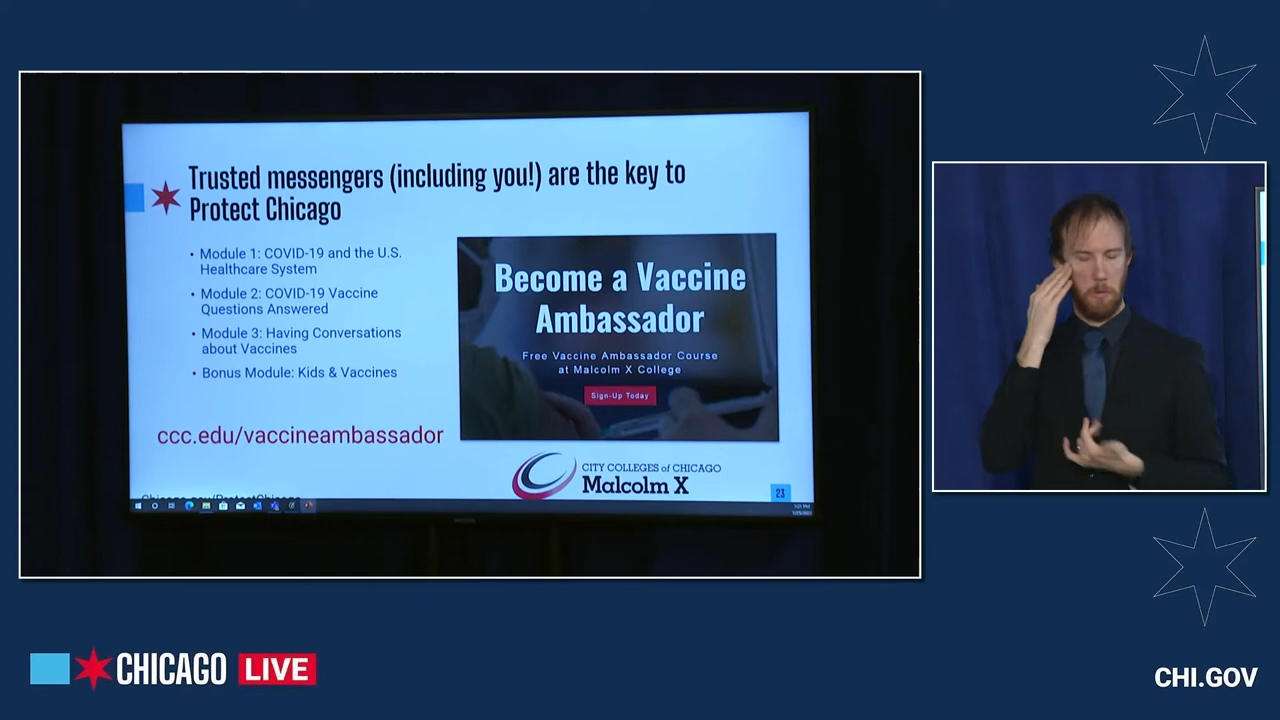 Trusted messengers (including you!) are the key to
Protect Chicago
• Module 1: COVID-19 and the U.S.
Healthcare System
• Module 2: COVID-19 Vaccine
Questions Answered
• Module 3: Having Conversations
about Vaccines
• Bonus Module: Kids & Vaccines
ccc.edu/vaccineambassador
Become a Vaccine
Ambassador
Free Vaccine Ambassador Course
at Malcolm X College
Sign-Up Today
CITY COLLEGES of CHICAGO
Malcolm X
Chicago.gov/ProtectChicago
23
CHICAGO LIVE
CHI.GOV